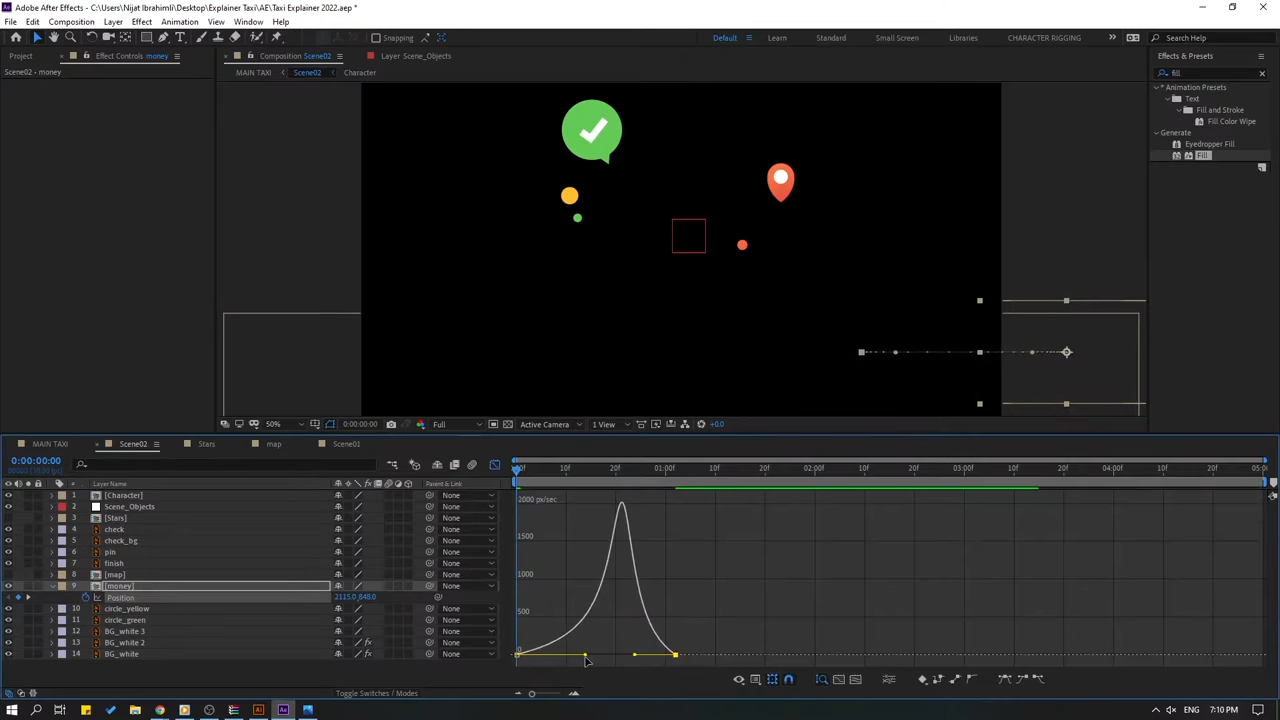 Adobe After Effects - C:\Users\Nijat Ibrahimli\Desktop\Explainer Taxi\AE\Taxi Explainer 2022.aep *
File Edit Composition Layer Effect Animation View Window Help
Snapping
Default Learn Standard Small Screen Libraries CHARACTER RIGGING Search Help
Project Effect Controls money Composition Scene02 Layer Scene_Objects Effects & Presets
Scene02 - money MAIN TAXI Scene02 Character fill
* Animation Presets
Text
Fill and Stroke
Fill Color Wipe
Generate
Eyedropper Fill
Fill
50% 0:00:00:00 Full Active Camera 1 View +0.0
MAIN TAXI Scene02 Stars map Scene01
0:00:00:00
# Layer Name Parent & Link
10f 20f 01:00f 10f 20f 02:00f 10f 20f 03:00f 10f 20f 04:00f 10f 20f
1 [Character] None
2 Scene_Objects None
3 [Stars] None
4 check None
5 check_bg None
6 pin None
7 finish None
8 [map] None
9 [money] None
Position 2115.0,848.0
10 circle_yellow None
11 circle_green None
12 BG_white 3 None
13 BG_white 2 None
14 BG_white None
2000 px/sec
1500
1000
500
0
Toggle Switches / Modes
7:10 PM